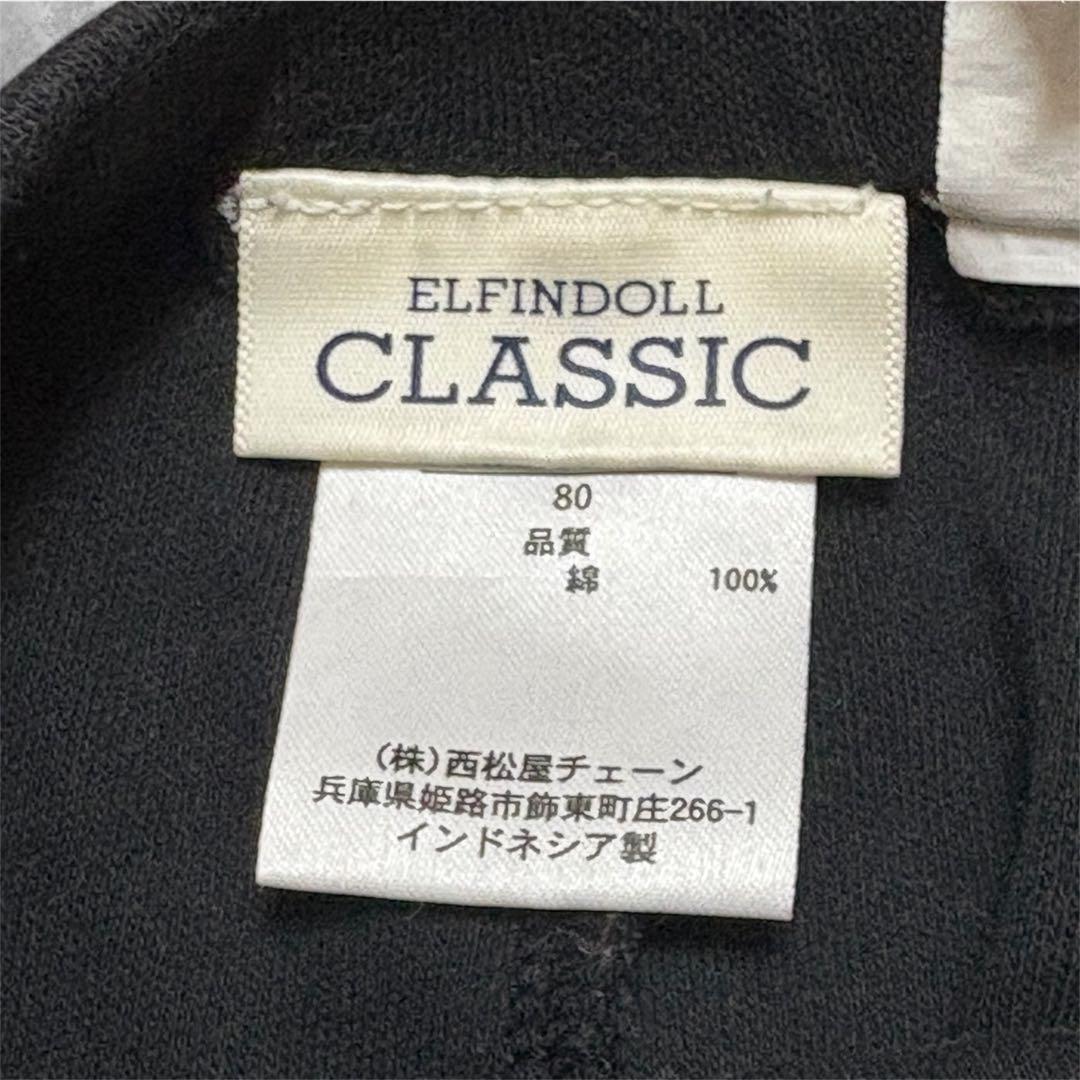 ELFINDOLL
CLASSIC
80
品質
綿 100%
(株)西松屋チェーン
兵庫県姫路市飾東町庄266-1
インドネシア製